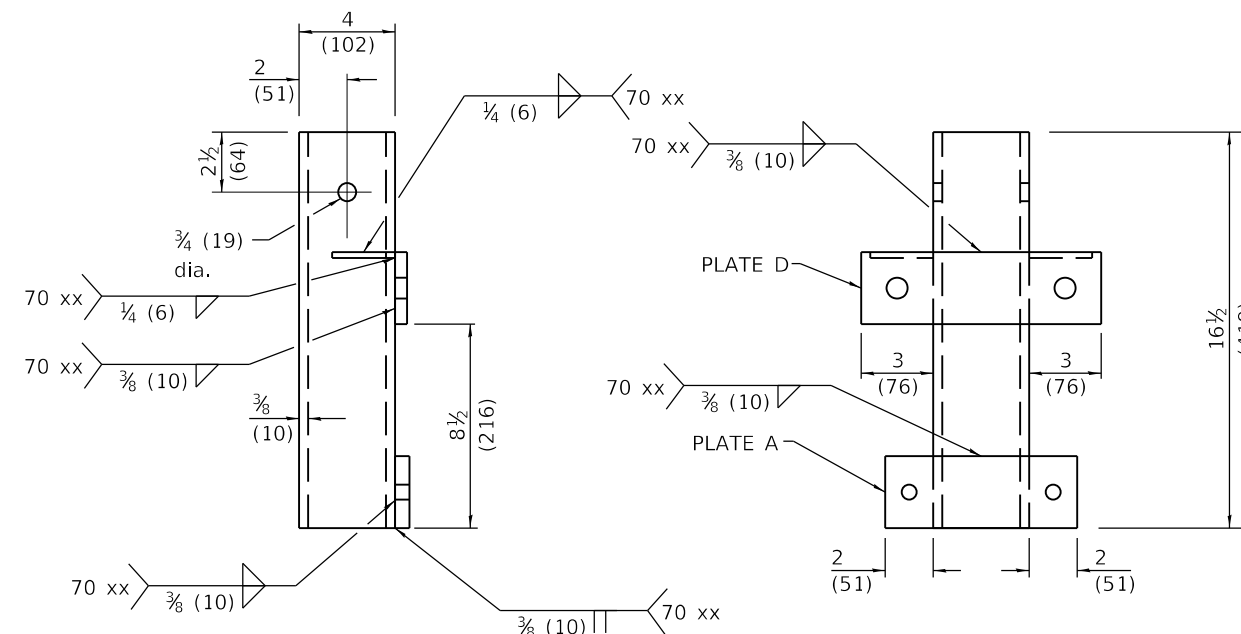 4
(102)
2
(51)
2½
(64)
¾ (19)
dia.
¼ (6)
70 xx
70 xx
⅜ (10)
70 xx
¼ (6)
70 xx
⅜ (10)
⅜
(10)
8½
(216)
70 xx
⅜ (10)
⅜ (10)
70 xx
PLATE D
16½
3
(76)
3
(76)
70 xx
⅜ (10)
PLATE A
2
(51)
2
(51)